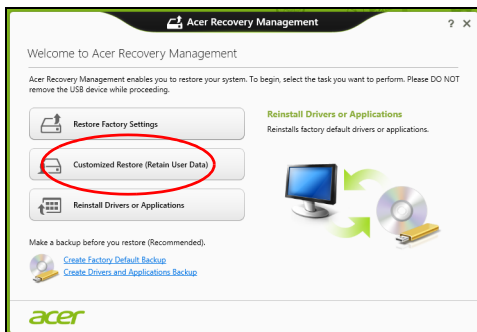 Acer Recovery Management
? X
Welcome to Acer Recovery Management
Acer Recovery Management enables you to restore your system. To begin, select the task you want to perform. Please DO NOT
remove the USB device while proceeding.
Restore Factory Settings
Customized Restore (Retain User Data)
Reinstall Drivers or Applications
Reinstall Drivers or Applications
Reinstalls factory default drivers or applications.
Make a backup before you restore (Recommended).
Create Factory Default Backup
Create Drivers and Applications Backup
acer